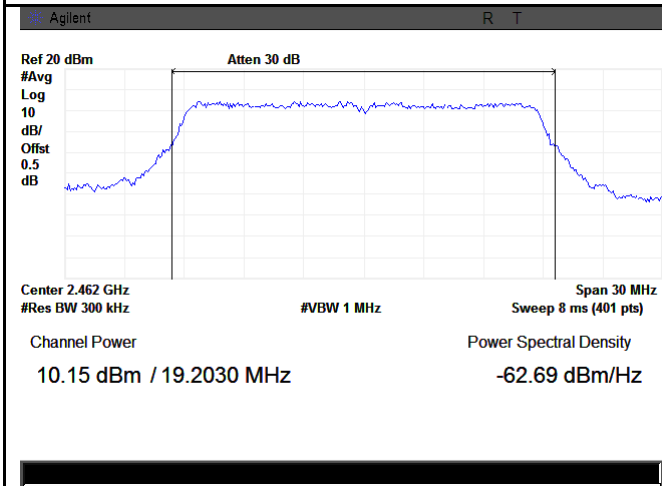 Agilent R T
Ref 20 dBm Atten 30 dB
#Avg
Log
10
dB/
Offst
0.5
dB
Center 2.462 GHz Span 30 MHz
#Res BW 300 kHz #VBW 1 MHz Sweep 8 ms (401 pts)
Channel Power Power Spectral Density
10.15 dBm / 19.2030 MHz -62.69 dBm/Hz